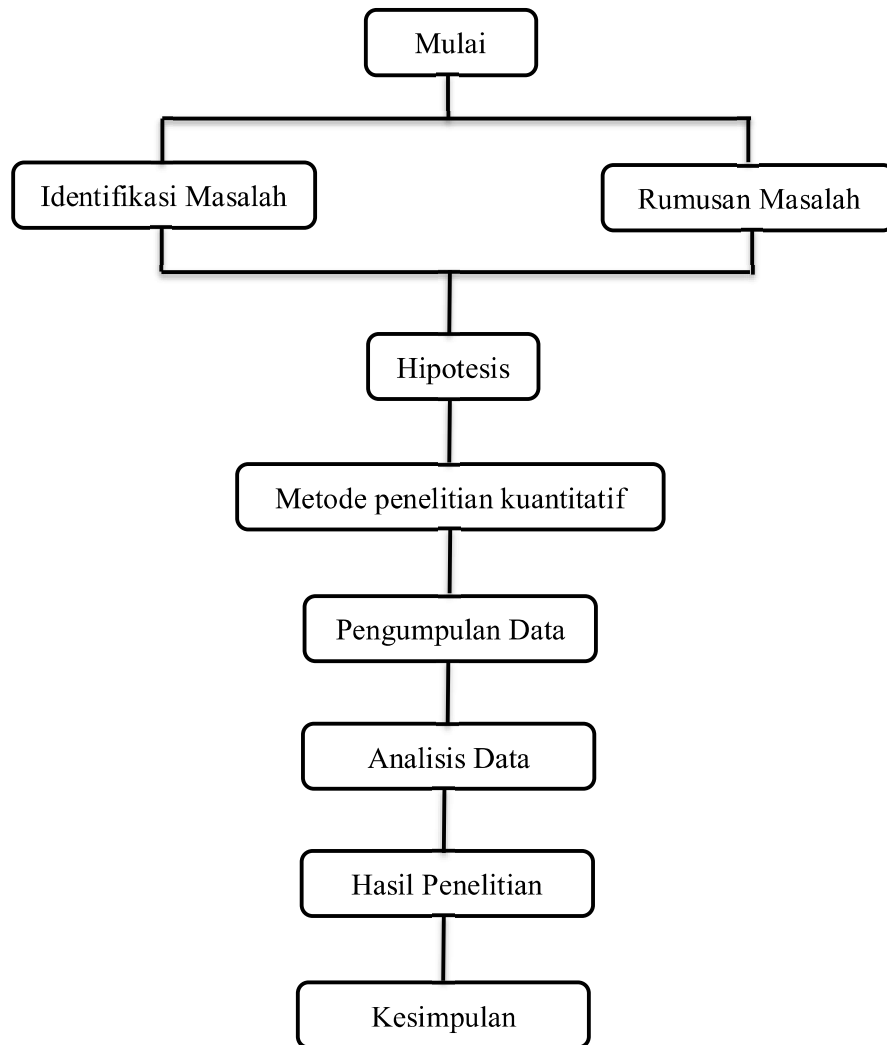 Mulai
Identifikasi Masalah
Rumusan Masalah
Hipotesis
Metode penelitian kuantitatif
Pengumpulan Data
Analisis Data
Hasil Penelitian
Kesimpulan